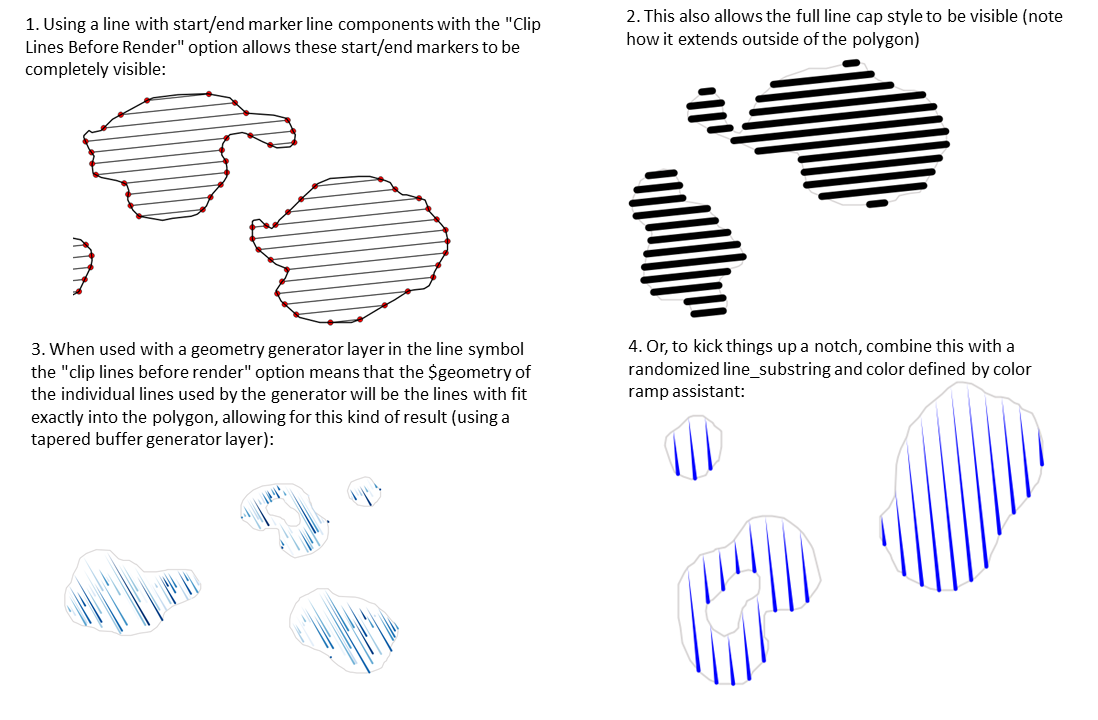 1. Using a line with start/end marker line components with the "Clip
Lines Before Render" option allows these start/end markers to be
completely visible:
2. This also allows the full line cap style to be visible (note
how it extends outside of the polygon)
3. When used with a geometry generator layer in the line symbol
the "clip lines before render" option means that the $geometry of
the individual lines used by the generator will be the lines with fit
exactly into the polygon, allowing for this kind of result (using a
tapered buffer generator layer):
4. Or, to kick things up a notch, combine this with a
randomized line_substring and color defined by color
ramp assistant: